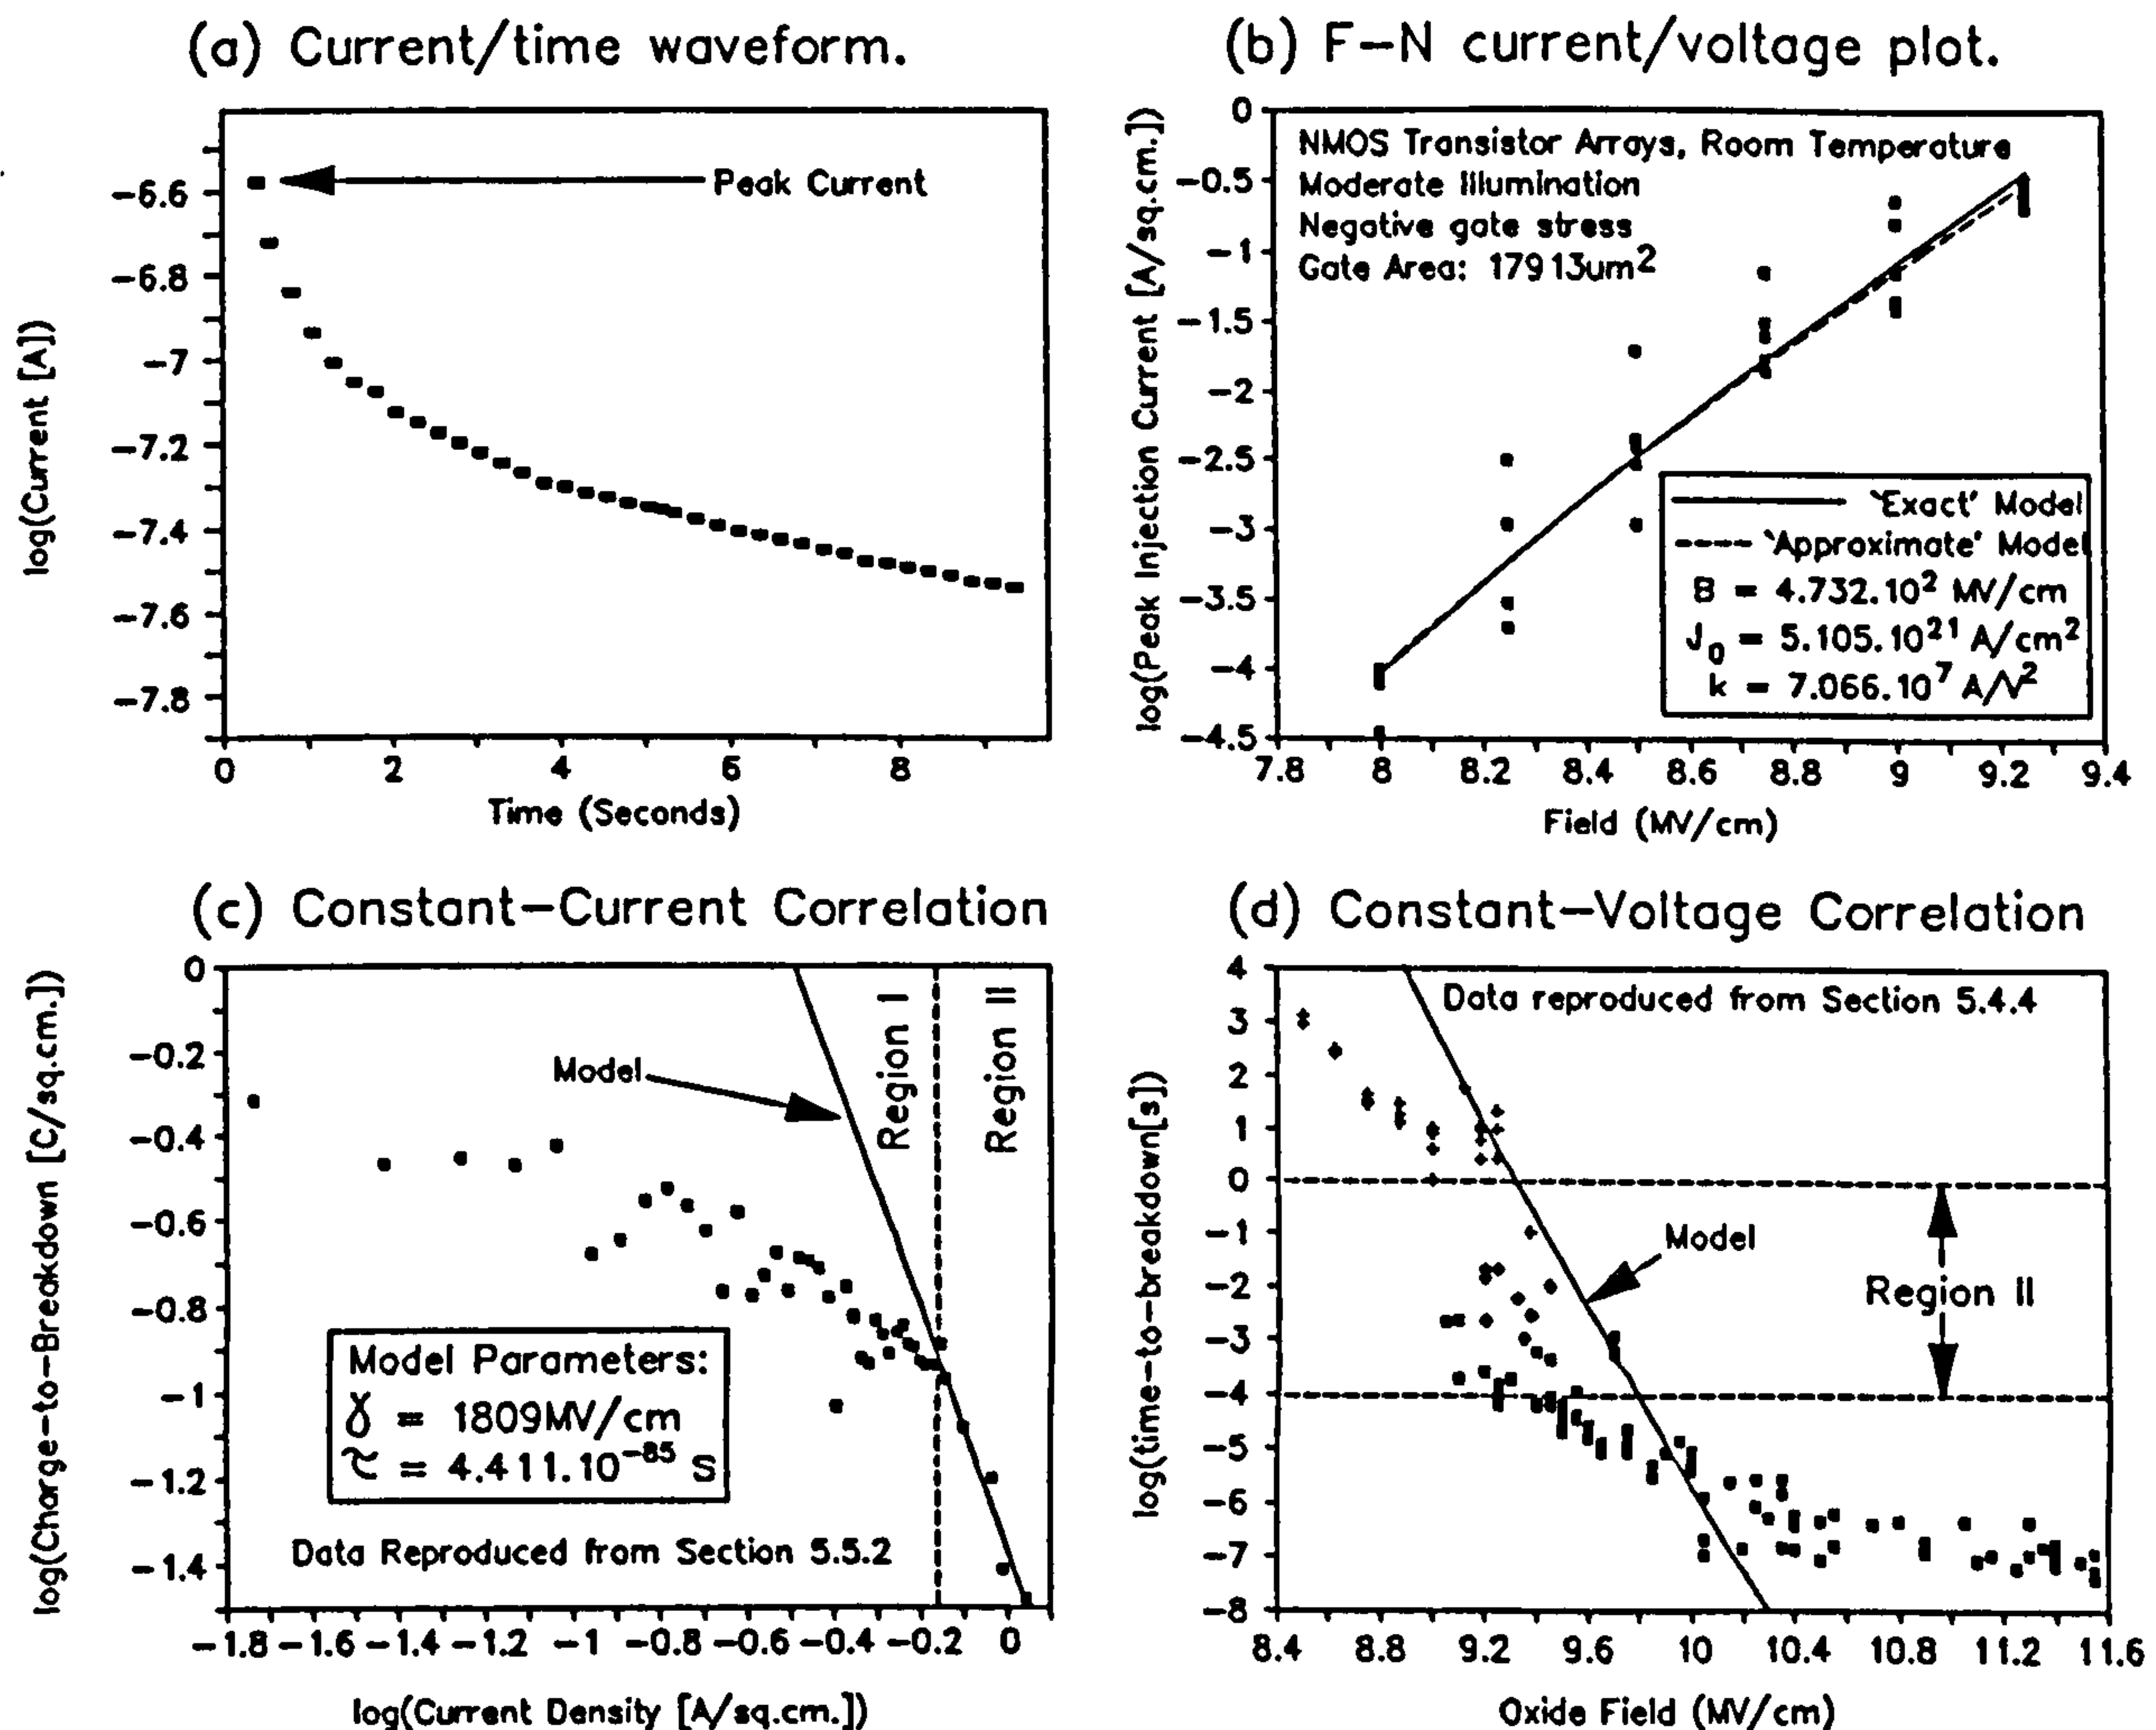 (a) Current/time waveform.
−6.6
−6.8
−7
−7.2
−7.4
−7.6
−7.8
log(Current [A])
Peak Current
0 2 4 6 8
Time (Seconds)
(b) F−N current/voltage plot.
0
−0.5
−1
−1.5
−2
−2.5
−3
−3.5
−4
−4.5
log(Peak Injection Current [A/sq.cm.])
NMOS Transistor Arrays, Room Temperature
Moderate Illumination
Negative gate stress
Gate Area: 17913um²
'Exact' Model
'Approximate' Model
B = 4.732.10² MV/cm
J₀ = 5.105.10²¹ A/cm²
k = 7.066.10⁷ A/V²
7.8 8 8.2 8.4 8.6 8.8 9 9.2 9.4
Field (MV/cm)
(c) Constant−Current Correlation
0
−0.2
−0.4
−0.6
−0.8
−1
−1.2
−1.4
log(Charge−to−Breakdown [C/sq.cm.])
Model
Region I
Region II
Model Parameters:
γ = 1809MV/cm
τ = 4.411.10⁻⁸⁵ S
Data Reproduced from Section 5.5.2
−1.8 −1.6 −1.4 −1.2 −1 −0.8 −0.6 −0.4 −0.2 0
log(Current Density [A/sq.cm.])
(d) Constant−Voltage Correlation
4
3
2
1
0
−1
−2
−3
−4
−5
−6
−7
−8
log(time−to−breakdown[s])
Data reproduced from Section 5.4.4
Model
Region II
8.4 8.8 9.2 9.6 10 10.4 10.8 11.2 11.6
Oxide Field (MV/cm)